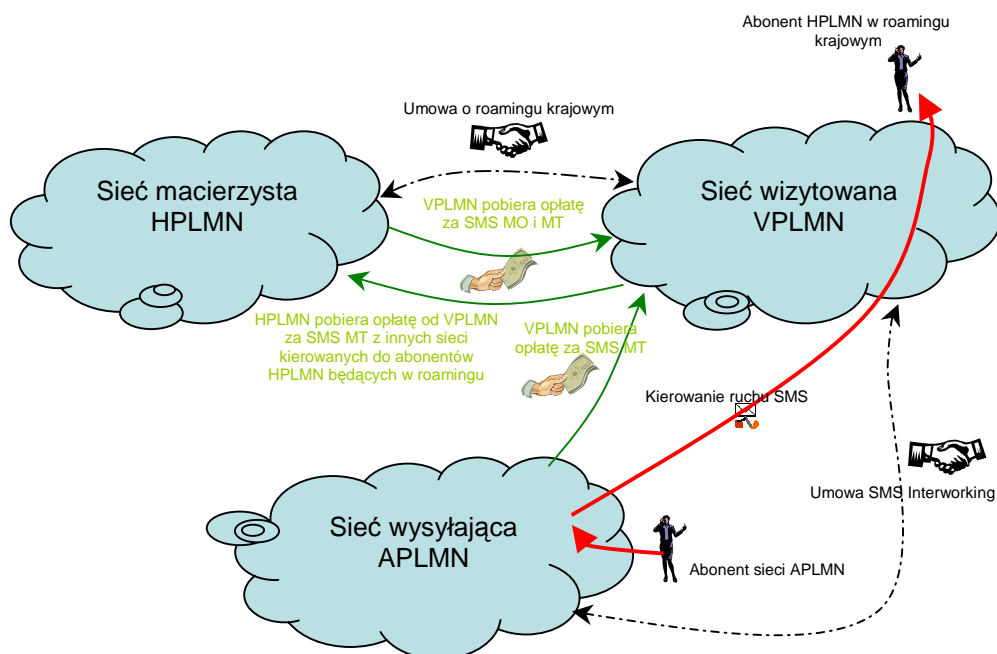 Abonent HPLMN w roamingu
krajowym
Umowa o roamingu krajowym
Sieć macierzysta
HPLMN
Sieć wizytowana
VPLMN
VPLMN pobiera opłatę
za SMS MO i MT
HPLMN pobiera opłatę od VPLMN
za SMS MT z innych sieci
kierowanych do abonentów
HPLMN będących w roamingu
VPLMN pobiera
opłatę za SMS MT
Kierowanie ruchu SMS
Umowa SMS Interworking
Sieć wysyłająca
APLMN
Abonent sieci APLMN